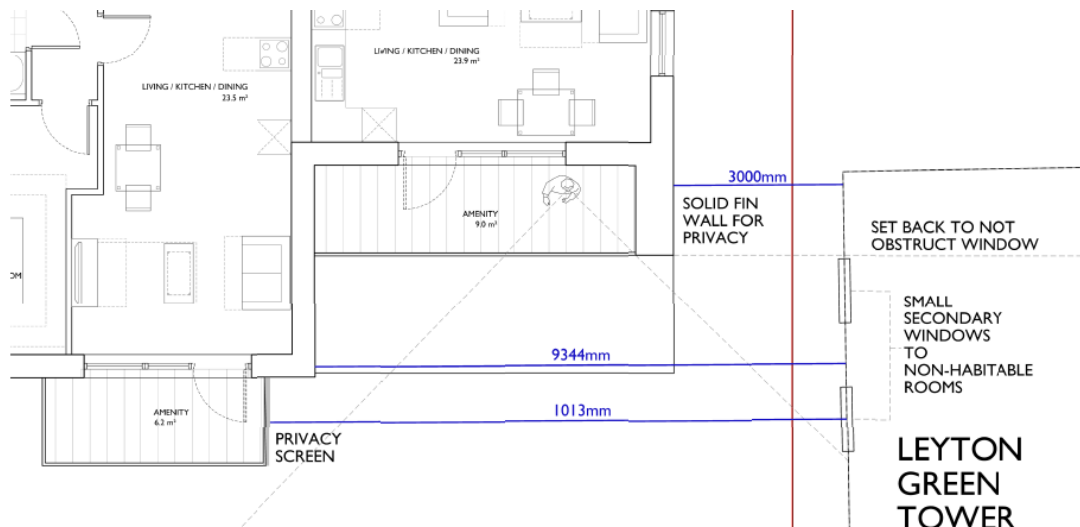 LIVING / KITCHEN / DINING
23.9 m²
LIVING / KITCHEN / DINING
23.5 m²
3000mm
SOLID FIN
WALL FOR
PRIVACY
AMENITY
9.0 m²
SET BACK TO NOT
OBSTRUCT WINDOW
OM
SMALL
SECONDARY
WINDOWS
TO
NON-HABITABLE
ROOMS
9344mm
1013mm
AMENITY
6.2 m²
PRIVACY
SCREEN
LEYTON
GREEN
TOWER